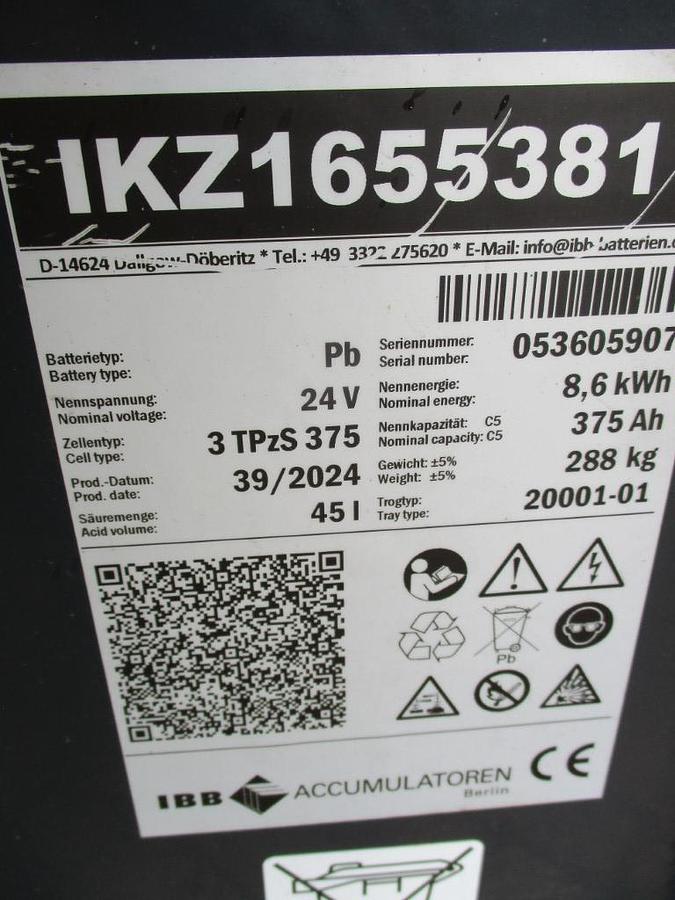 IKZ1655381
D-14624 Dallgow-Döberitz * Tel.: +49 3322 275620 * E-Mail: info@ibb-batterien.
Batterietyp: Pb
Battery type:
Nennspannung: 24 V
Nominal voltage:
Zellentyp: 3 TPzS 375
Cell type:
Prod.-Datum: 39/2024
Prod. date:
Säuremenge: 45 l
Acid volume:
Seriennummer: 053605907
Serial number:
Nennenergie: 8,6 kWh
Nominal energy:
Nennkapazität: C5 375 Ah
Nominal capacity: C5
Gewicht: ±5% 288 kg
Weight: ±5%
Trogtyp: 20001-01
Tray type:
Pb
IBB ACCUMULATOREN
Berlin
CE